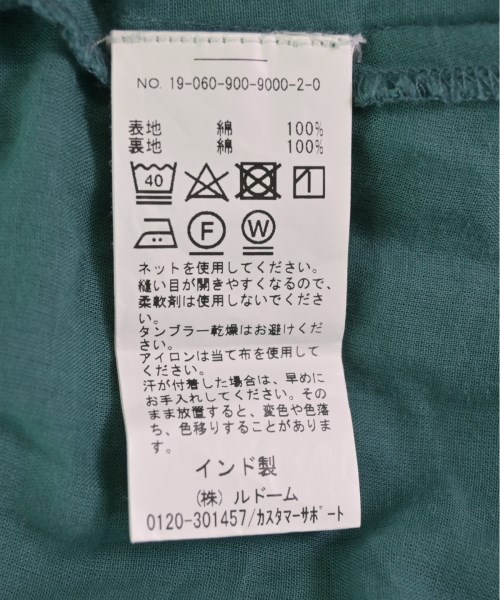 NO. 19-060-900-9000-2-0
表地 綿 100%
裏地 綿 100%
40
F W
ネットを使用してください。
縫い目が開きやすくなるので、
柔軟剤は使用しないでくださ
い。
タンブラー乾燥はお避けくだ
さい。
アイロンは当て布を使用して
ください。
汗が付着した場合は、早めに
お手入れしてください。その
まま放置すると、変色や色落
ち、色移りすることがありま
す。
インド製
(株) ルドーム
0120-301457/カスタマーサポート